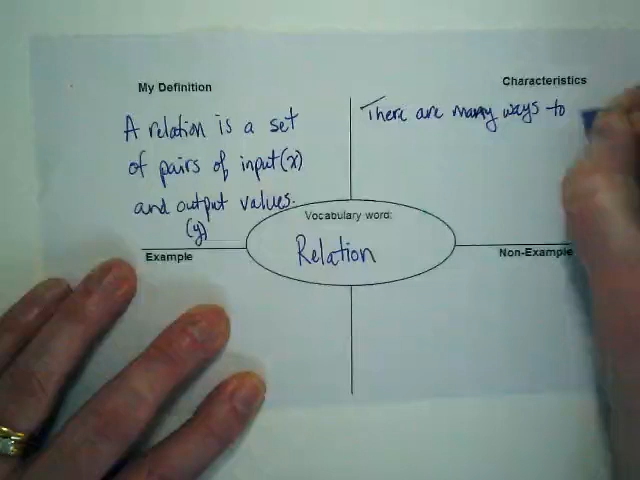 My Definition
Characteristics
A relation is a set
of pairs of input (x)
and output values.
(y)
There are many ways to
Vocabulary word:
Relation
Example
Non-Example